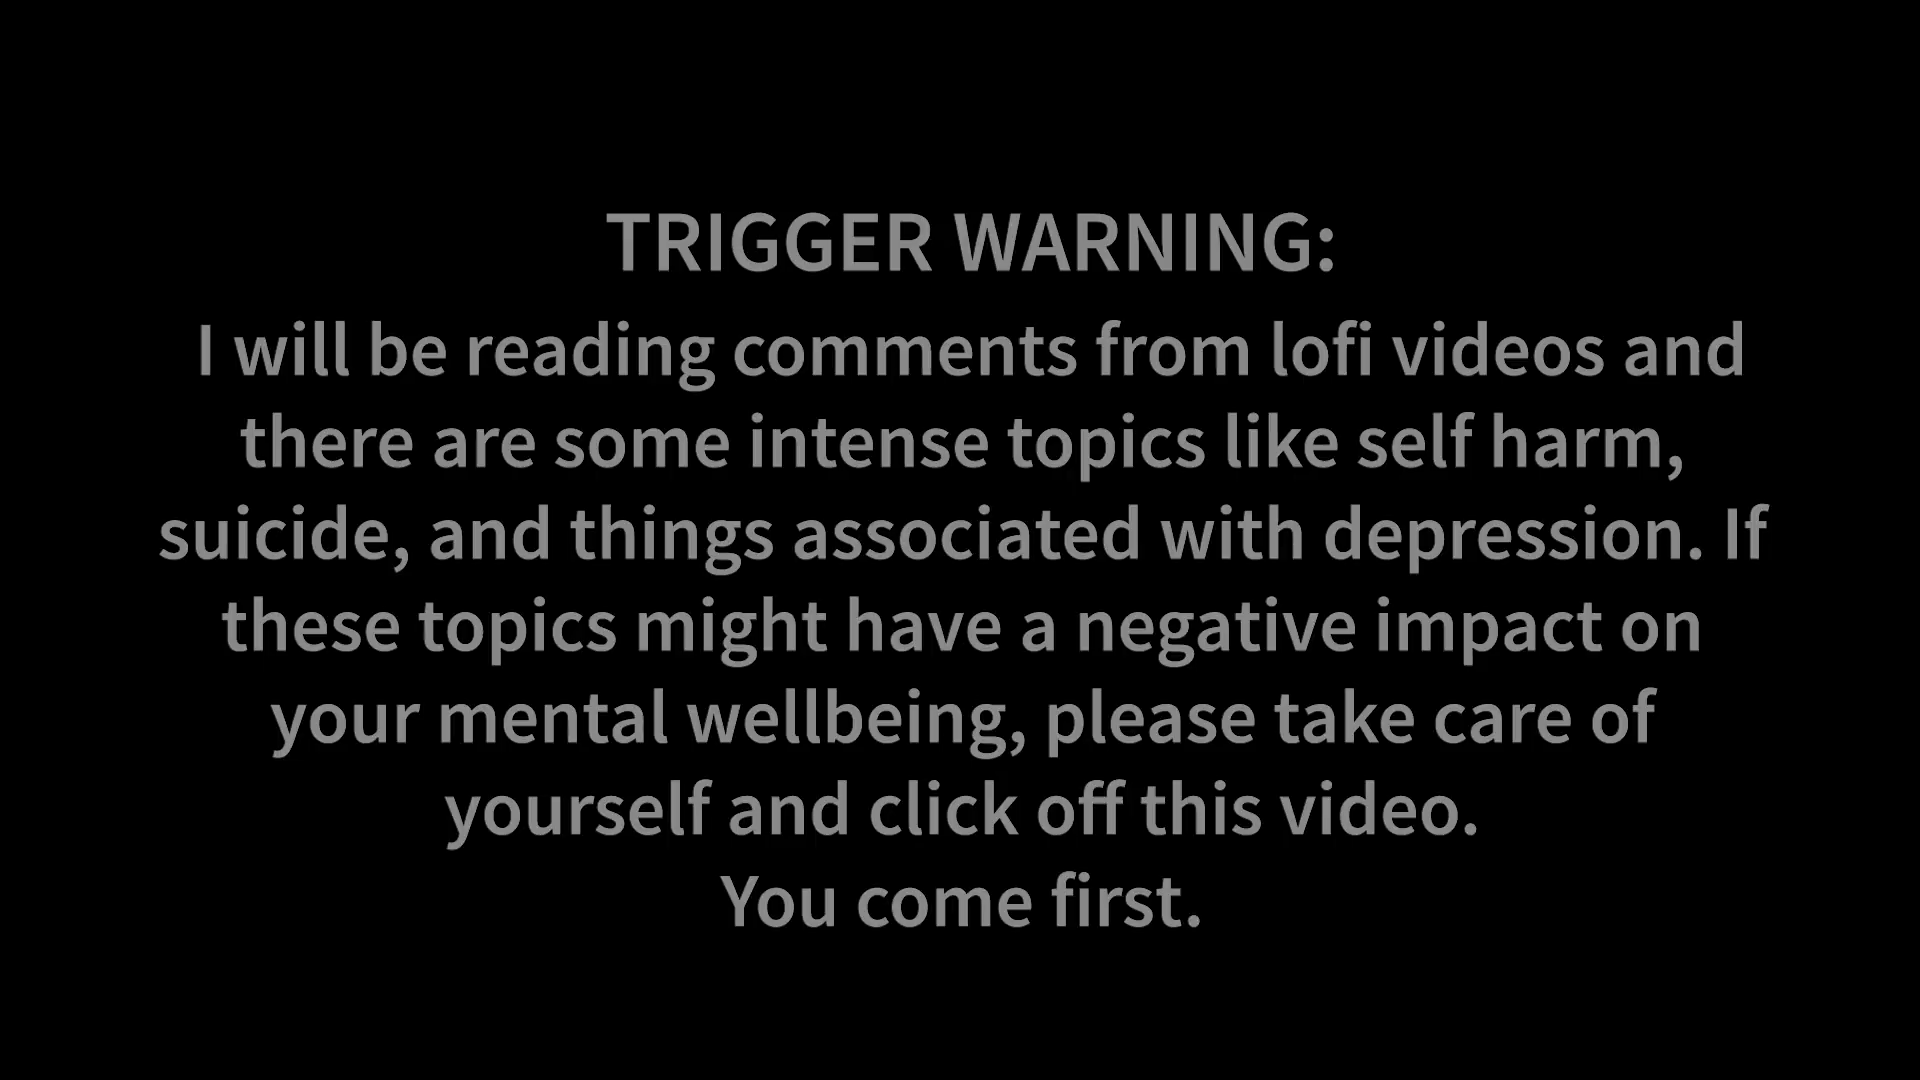 TRIGGER WARNING:
I will be reading comments from lofi videos and
there are some intense topics like self harm,
suicide, and things associated with depression. If
these topics might have a negative impact on
your mental wellbeing, please take care of
yourself and click off this video.
You come first.